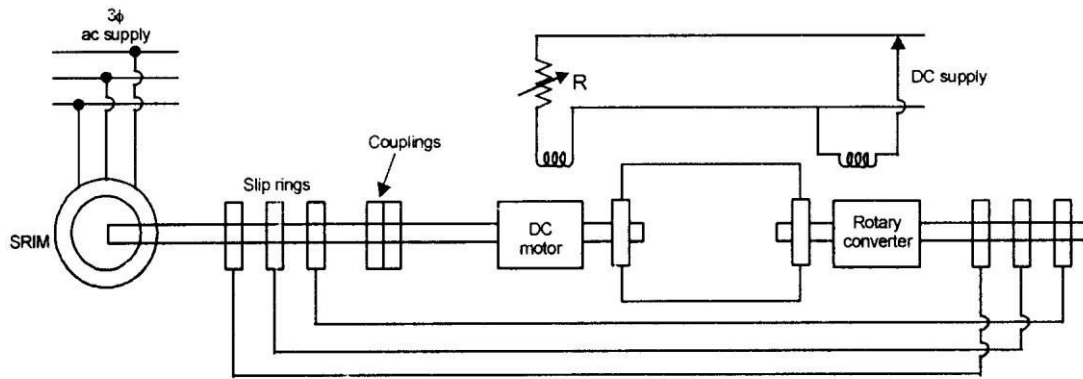 3ϕ
ac supply
R
DC supply
Couplings
Slip rings
SRIM
DC
motor
Rotary
converter